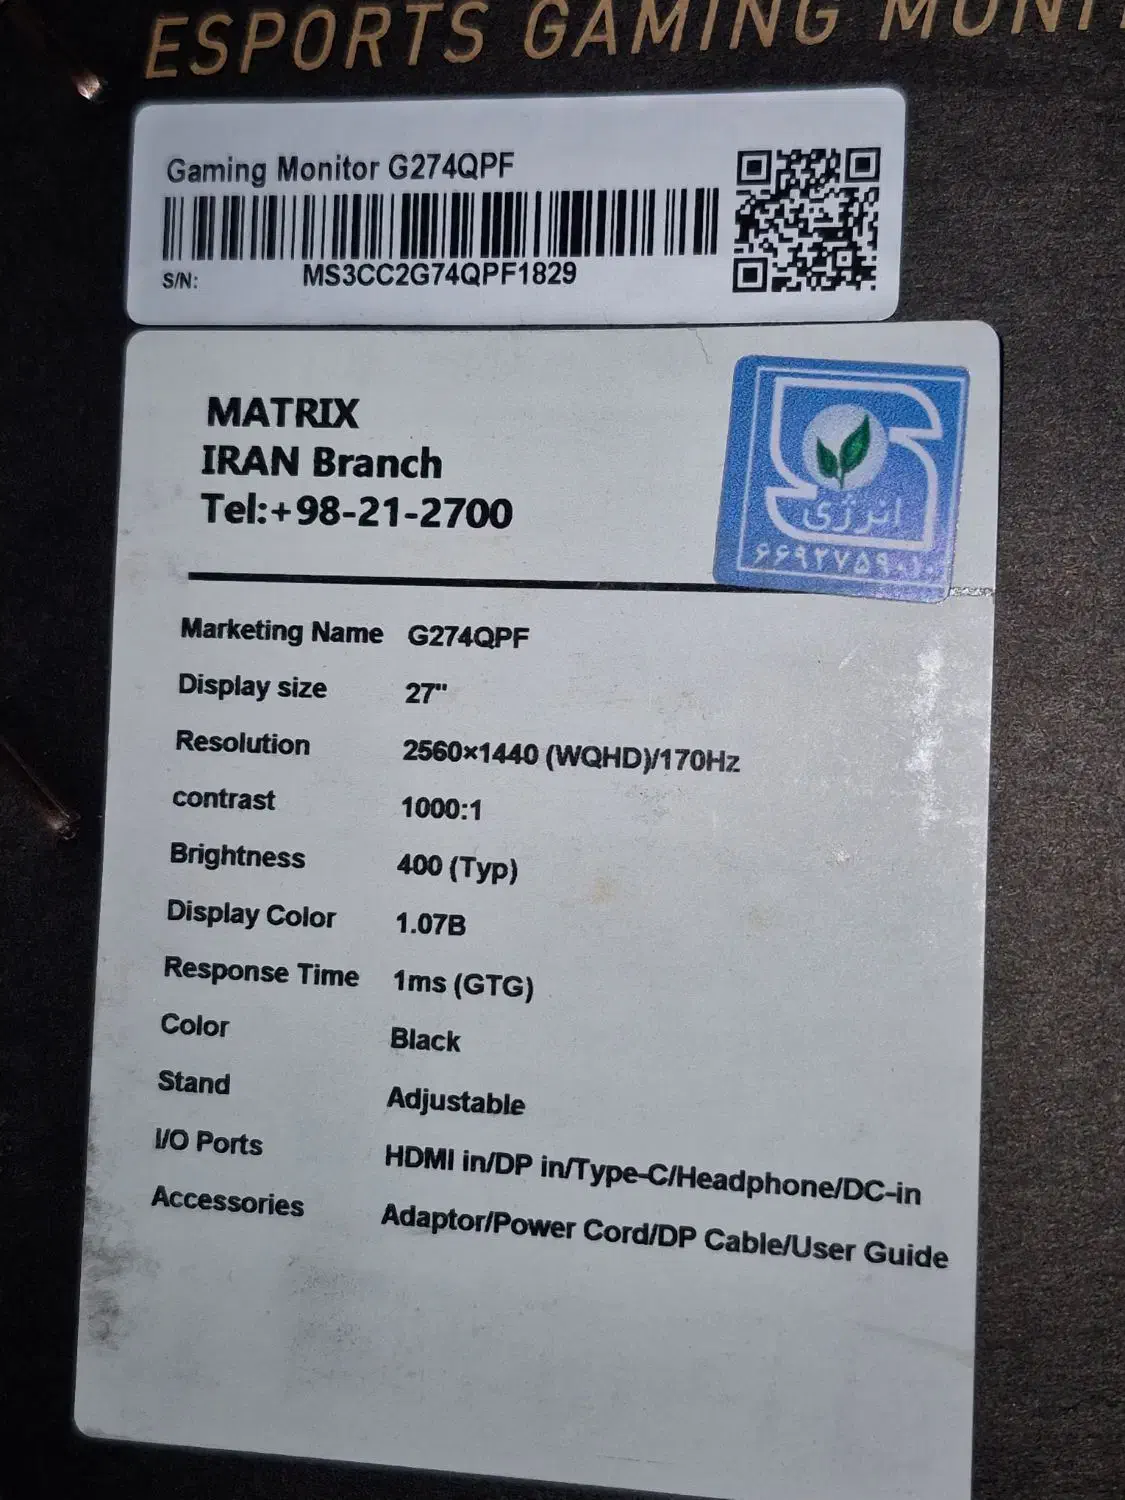 ESPORTS GAMING MONI
Gaming Monitor G274QPF
S/N: MS3CC2G74QPF1829
MATRIX
IRAN Branch
Tel:+98-21-2700
انرژی
Marketing Name G274QPF
Display size 27"
Resolution 2560×1440 (WQHD)/170Hz
contrast 1000:1
Brightness 400 (Typ)
Display Color 1.07B
Response Time 1ms (GTG)
Color Black
Stand Adjustable
I/O Ports HDMI in/DP in/Type-C/Headphone/DC-in
Accessories Adaptor/Power Cord/DP Cable/User Guide